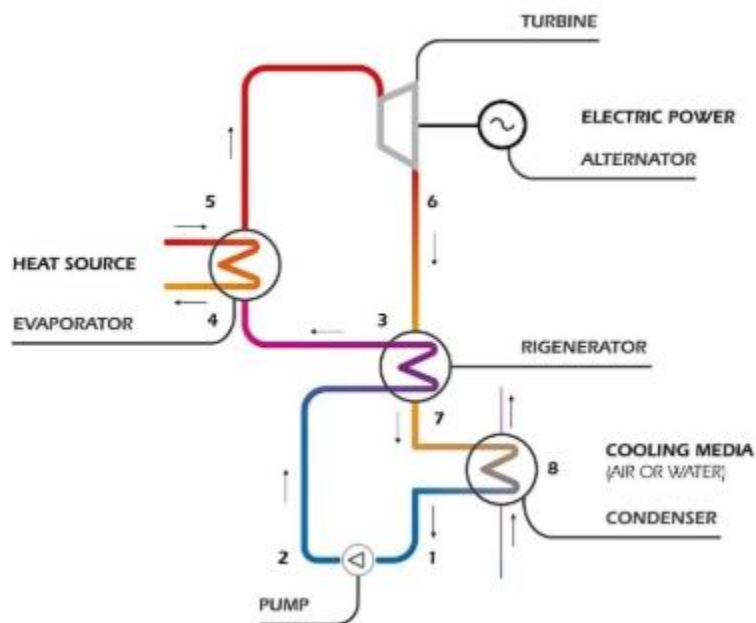 TURBINE
ELECTRIC POWER
ALTERNATOR
5
6
HEAT SOURCE
4
3
EVAPORATOR
RIGENERATOR
7
COOLING MEDIA
8
(AIR OR WATER)
CONDENSER
2
1
PUMP